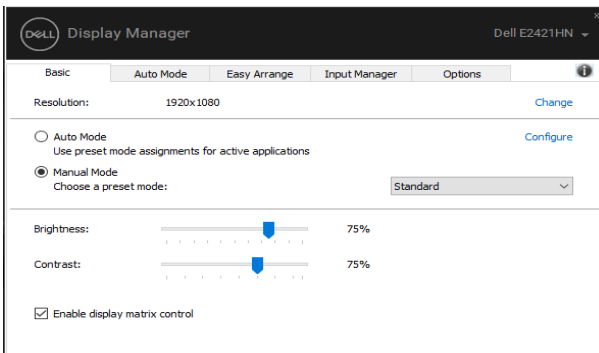 DELL Display Manager Dell E2421HN
Basic Auto Mode Easy Arrange Input Manager Options
Resolution: 1920x1080 Change
Auto Mode Configure
Use preset mode assignments for active applications
Manual Mode
Choose a preset mode: Standard
Brightness: 75%
Contrast: 75%
Enable display matrix control